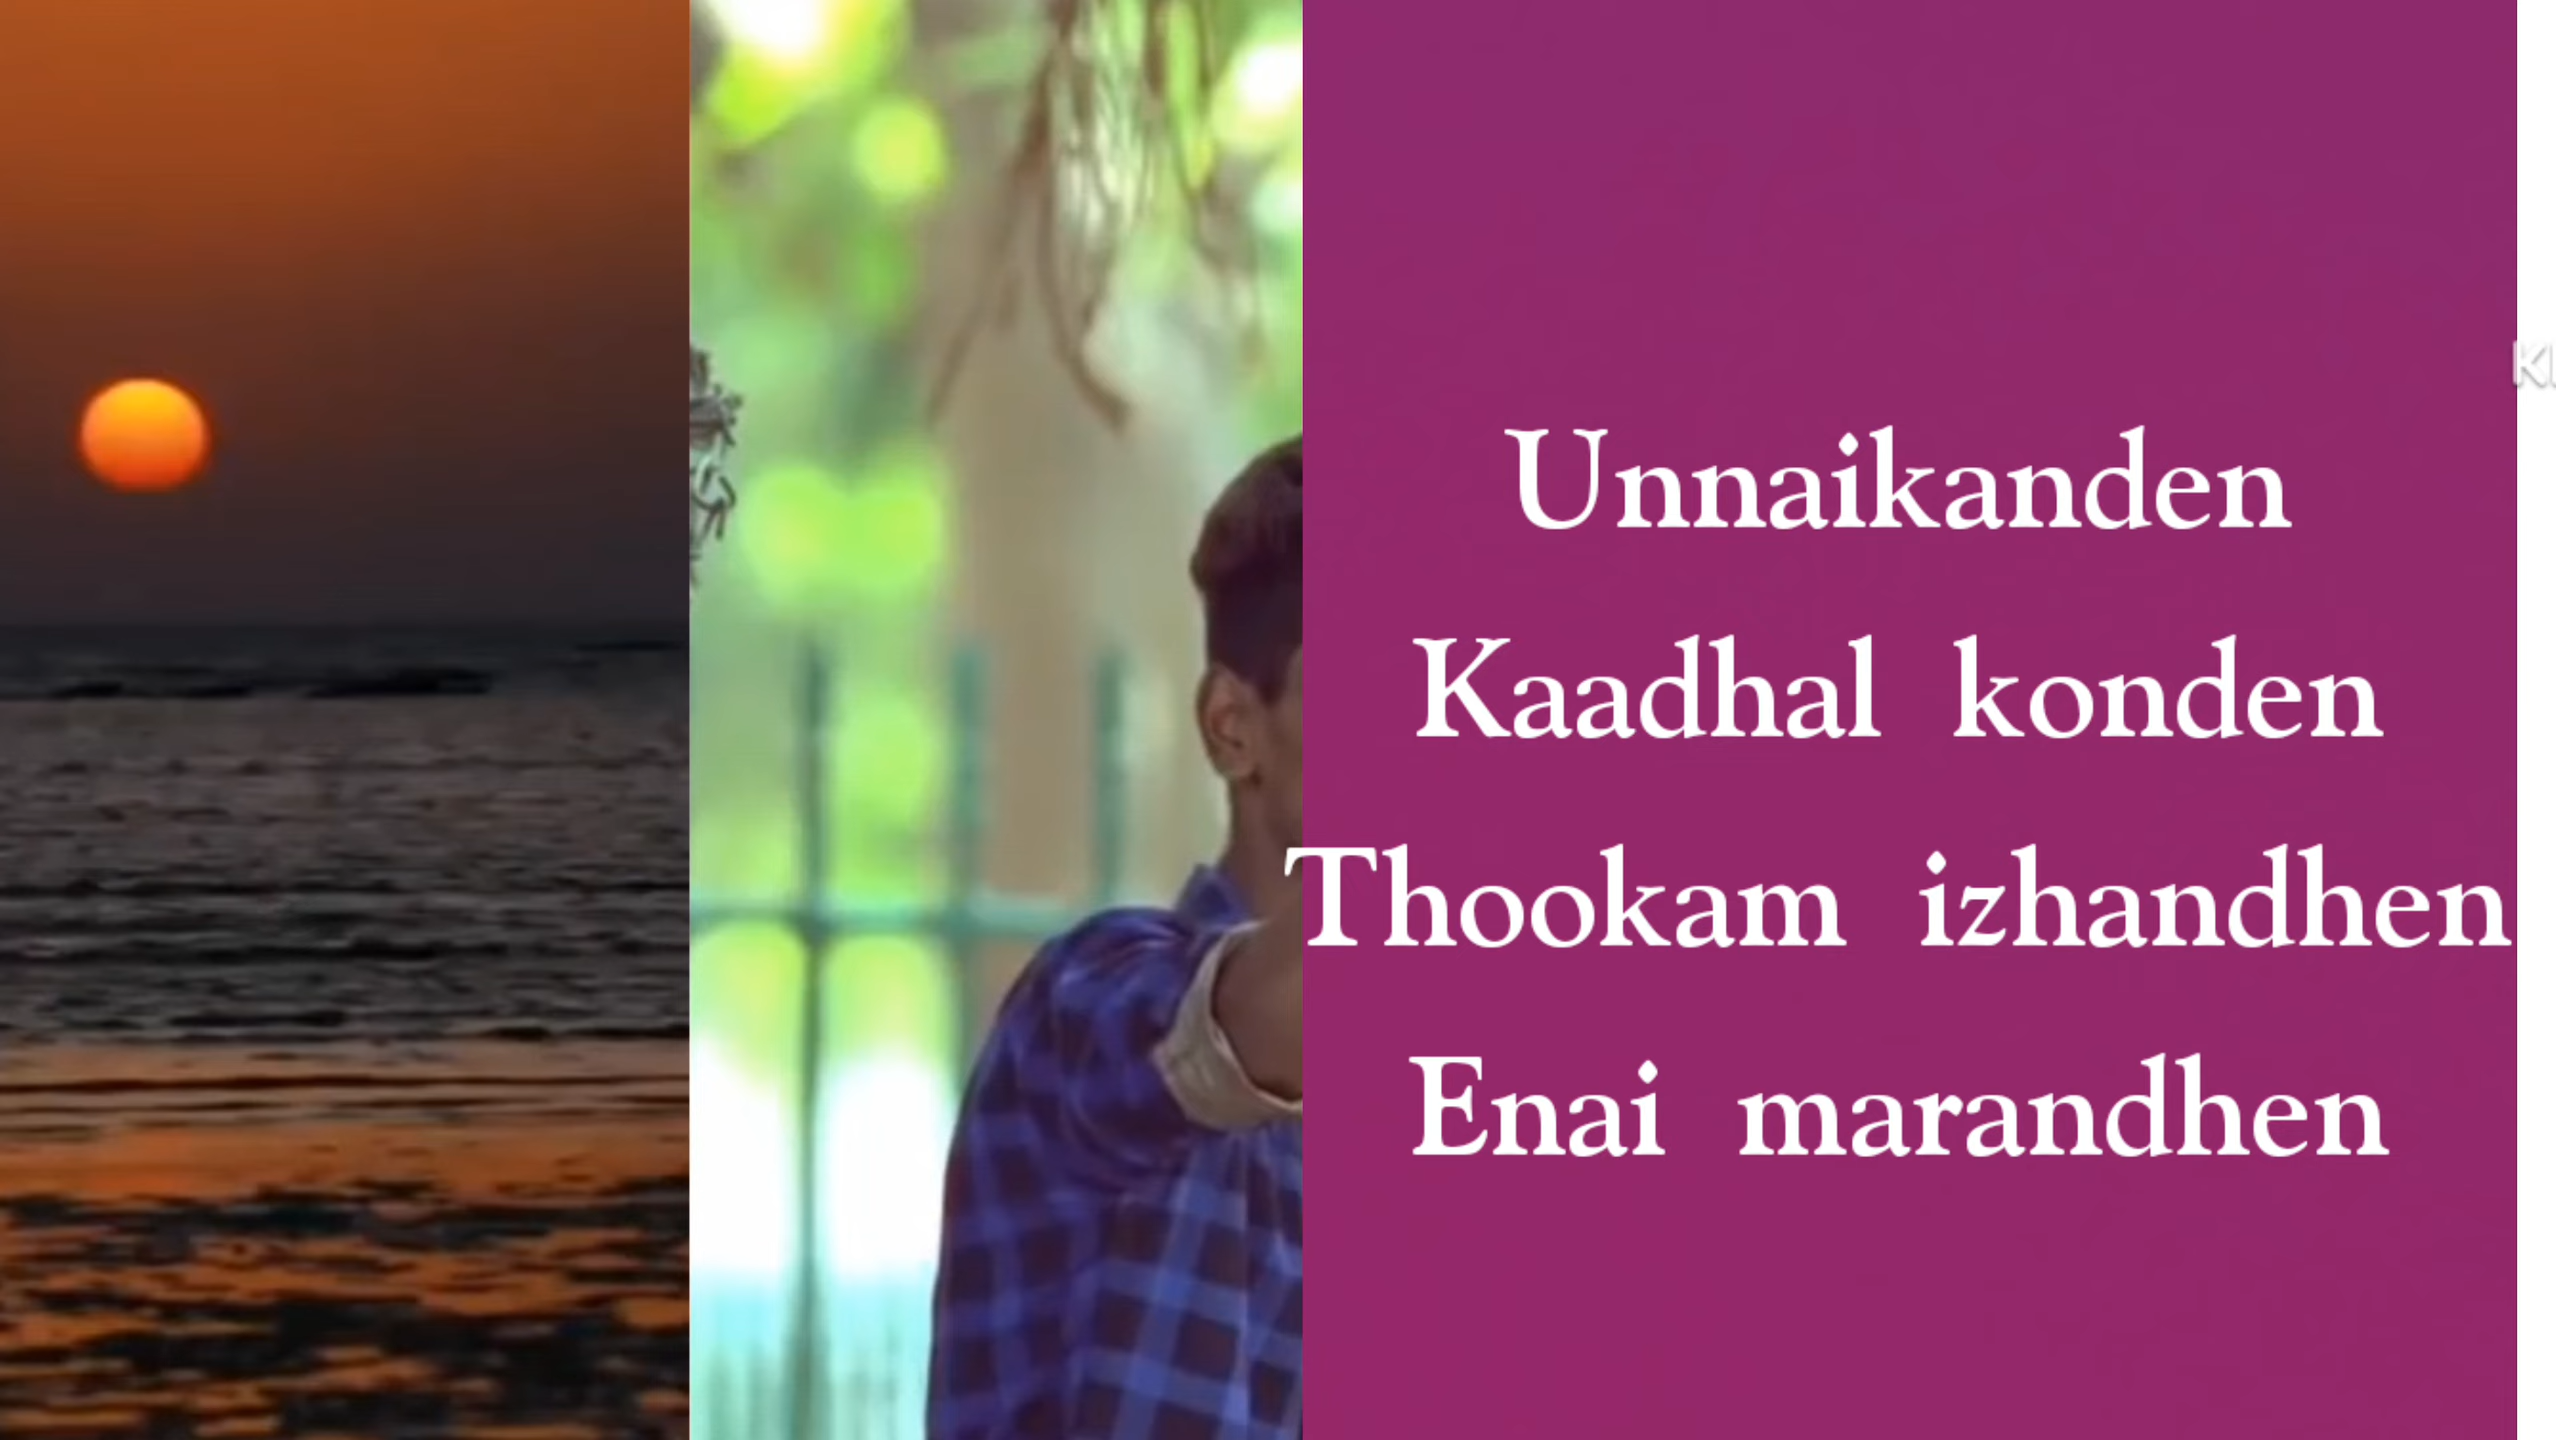 Unnaikanden
Kaadhal konden
Thookam izhandhen
Enai marandhen